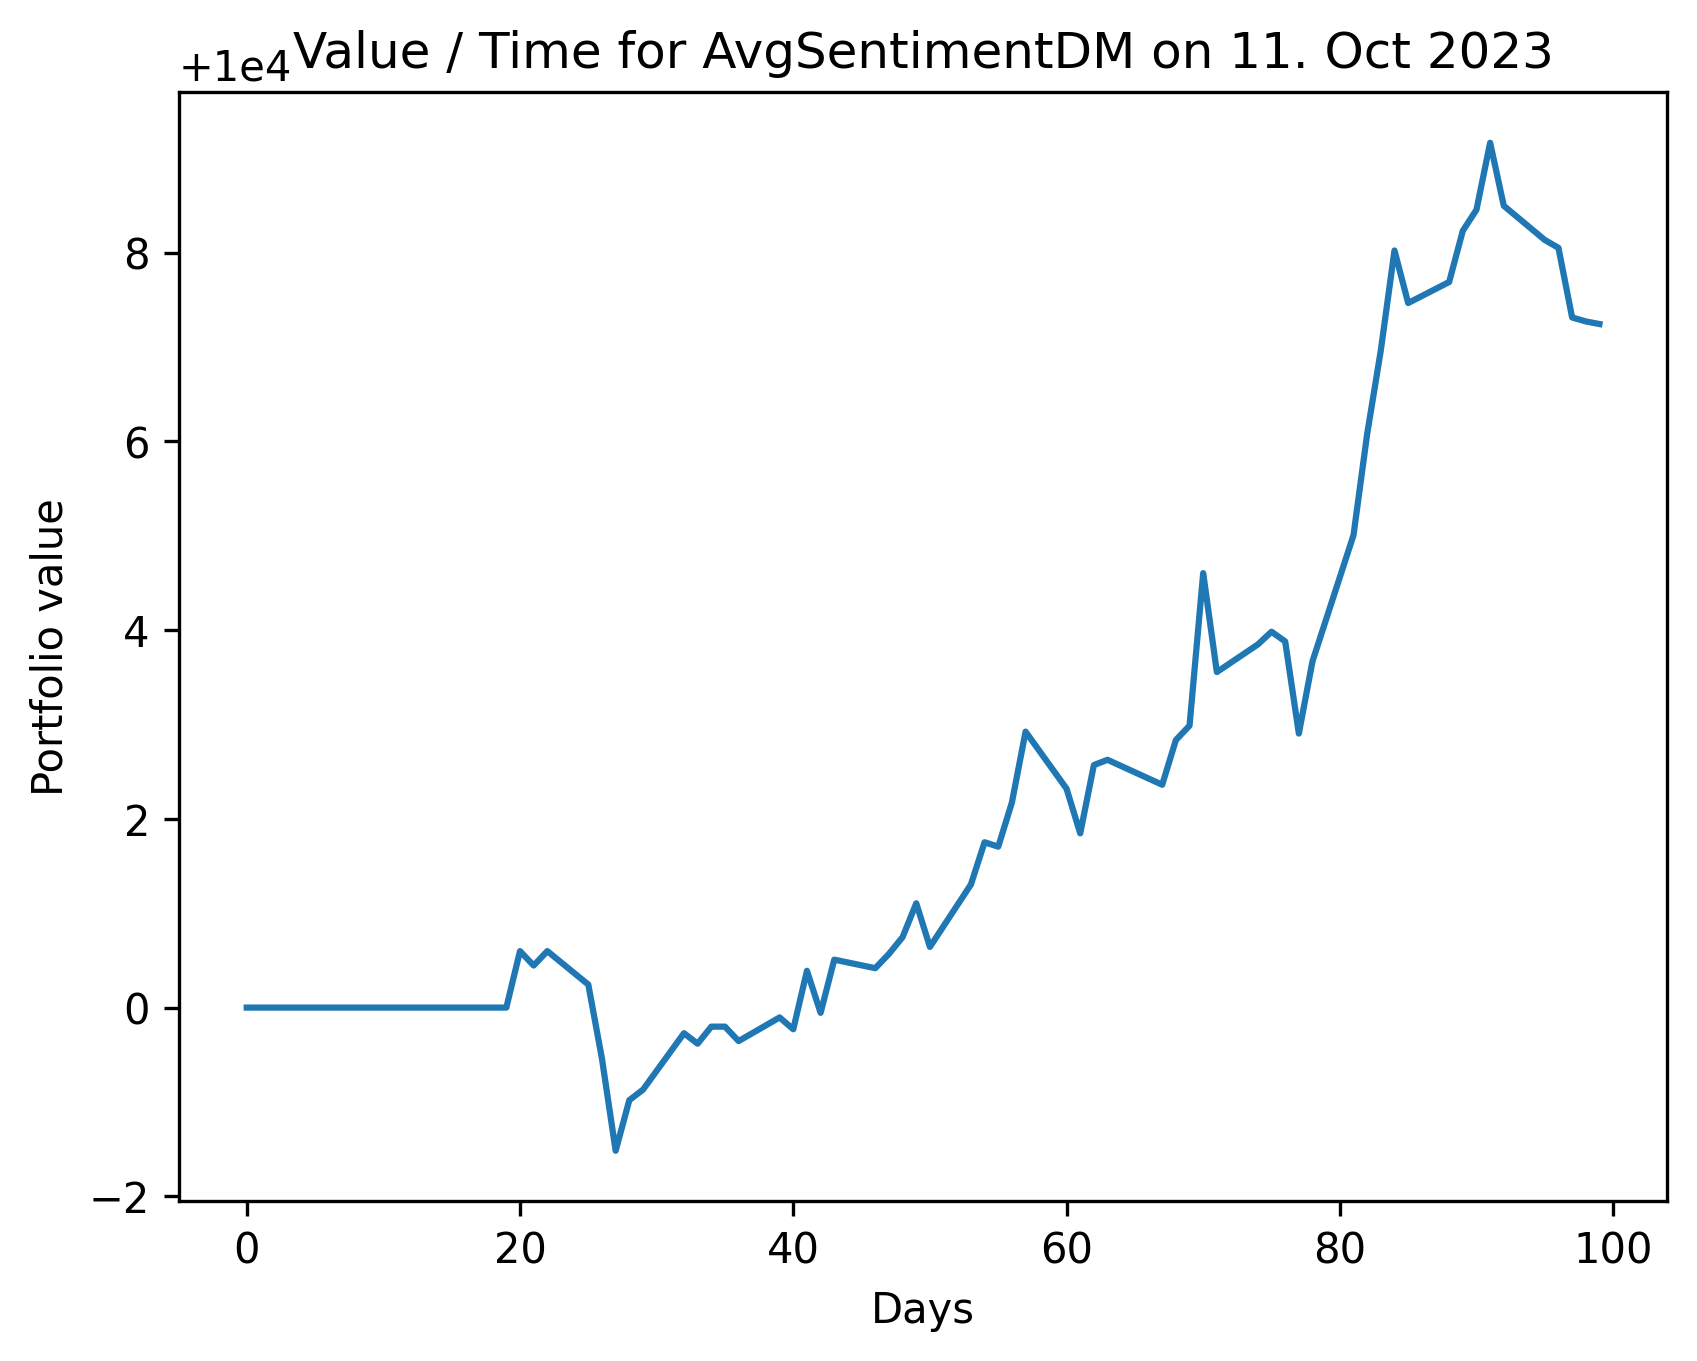 Value / Time for AvgSentimentDM on 11. Oct 2023
+1e4
8
6
4
2
0
−2
Portfolio value
0 20 40 60 80 100
Days